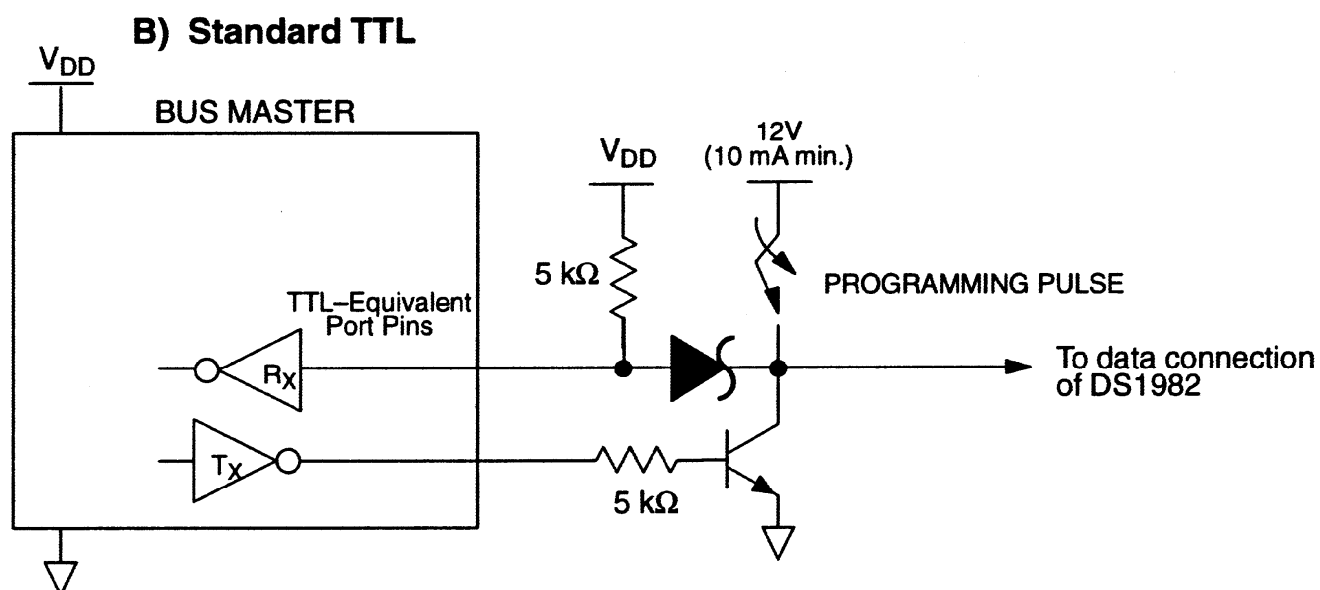 B) Standard TTL
VDD
BUS MASTER
VDD
12V
(10 mA min.)
5 kΩ
PROGRAMMING PULSE
TTL–Equivalent
Port Pins
RX
To data connection
of DS1982
TX
5 kΩ